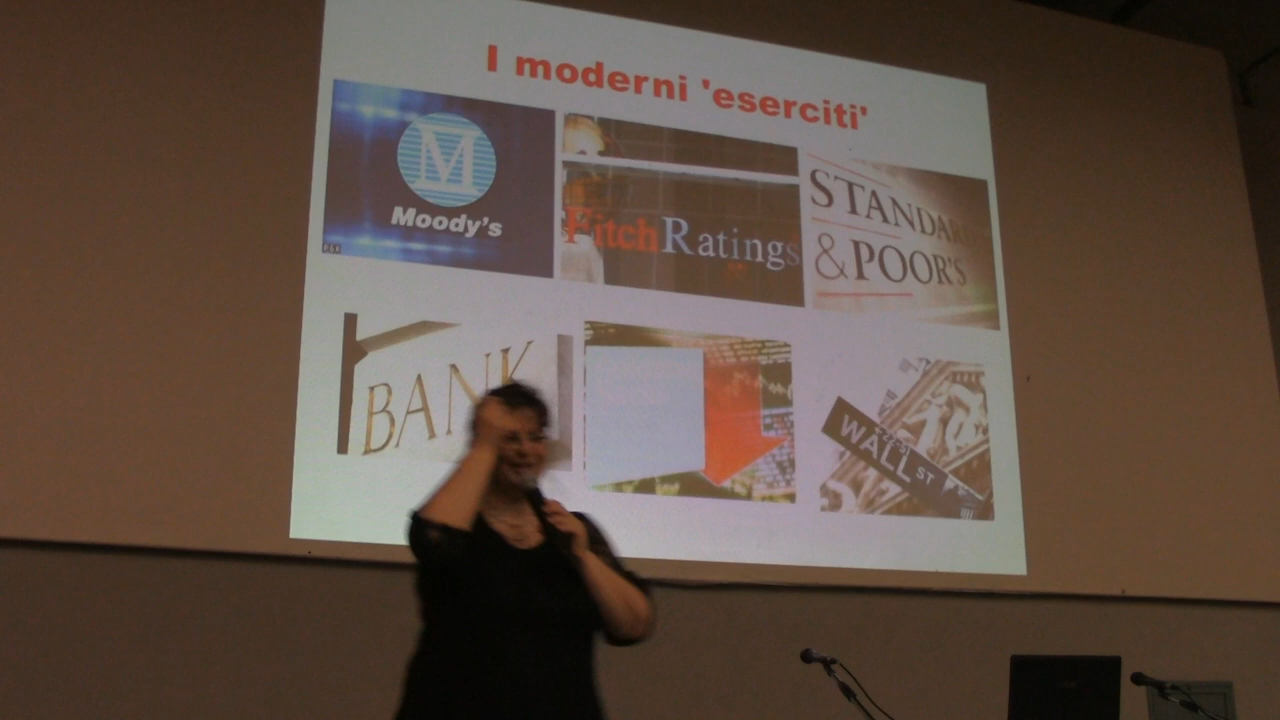 I moderni 'eserciti'
M
Moody's
FitchRatings
STANDARD
& POOR'S
BANK
WALL ST